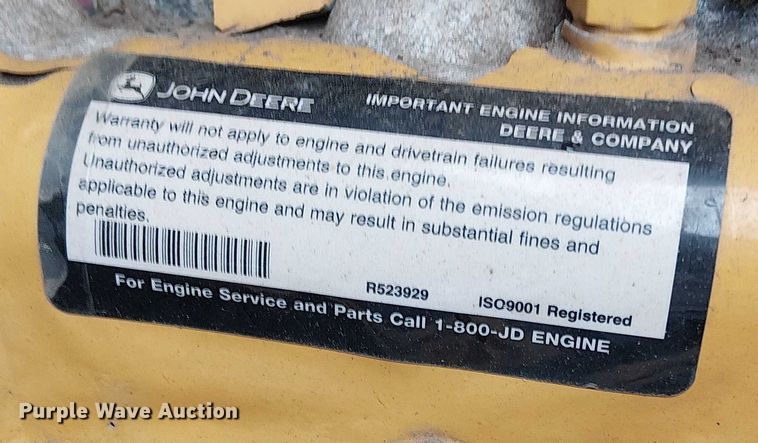 JOHN DEERE
IMPORTANT ENGINE INFORMATION
DEERE & COMPANY
Warranty will not apply to engine and drivetrain failures resulting
from unauthorized adjustments to this engine.
Unauthorized adjustments are in violation of the emission regulations
applicable to this engine and may result in substantial fines and
penalties.
R523929
ISO9001 Registered
For Engine Service and Parts Call 1-800-JD ENGINE
Purple Wave Auction